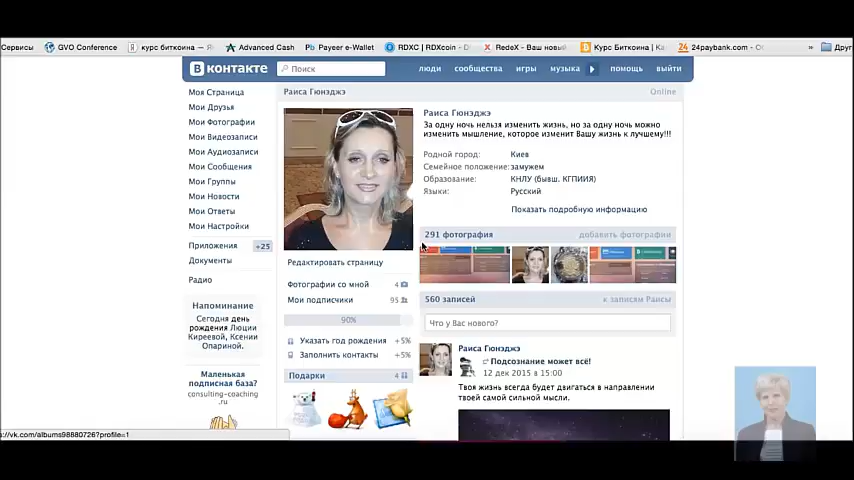 Сервисы GVO Conference курс биткоина — Я Advanced Cash Payeer e-Wallet RDXC | RDXcoin - RedeX - Ваш новый Курс Биткоина | Ка 24paybank.com - » Друг
В контакте Поиск люди сообщества игры музыка помощь выйти
Раиса Гюнэджэ Online
Моя Страница
Мои Друзья
Мои Фотографии
Мои Видеозаписи
Мои Аудиозаписи
Мои Сообщения
Мои Группы
Мои Новости
Мои Ответы
Мои Настройки
Приложения +25
Документы
Радио
Напоминание
Сегодня день
рождения Люции
Киреевой, Ксении
Опариной.
Маленькая
подписная база?
consulting-coaching
.ru
Редактировать страницу
Фотографии со мной 4
Мои подписчики 95
90%
Указать год рождения +5%
Заполнить контакты +5%
Подарки 4
Раиса Гюнэджэ
За одну ночь нельзя изменить жизнь, но за одну ночь можно
изменить мышление, которое изменит Вашу жизнь к лучшему!!!
Родной город: Киев
Семейное положение: замужем
Образование: КНЛУ (бывш. КГПИИЯ)
Языки: Русский
Показать подробную информацию
291 фотография добавить фотографии
560 записей к записям Раисы
Что у Вас нового?
Раиса Гюнэджэ
Подсознание может всё!
12 дек 2015 в 15:00
Твоя жизнь всегда будет двигаться в направлении
твоей самой сильной мысли.
s://vk.com/albums98880726?profile=1